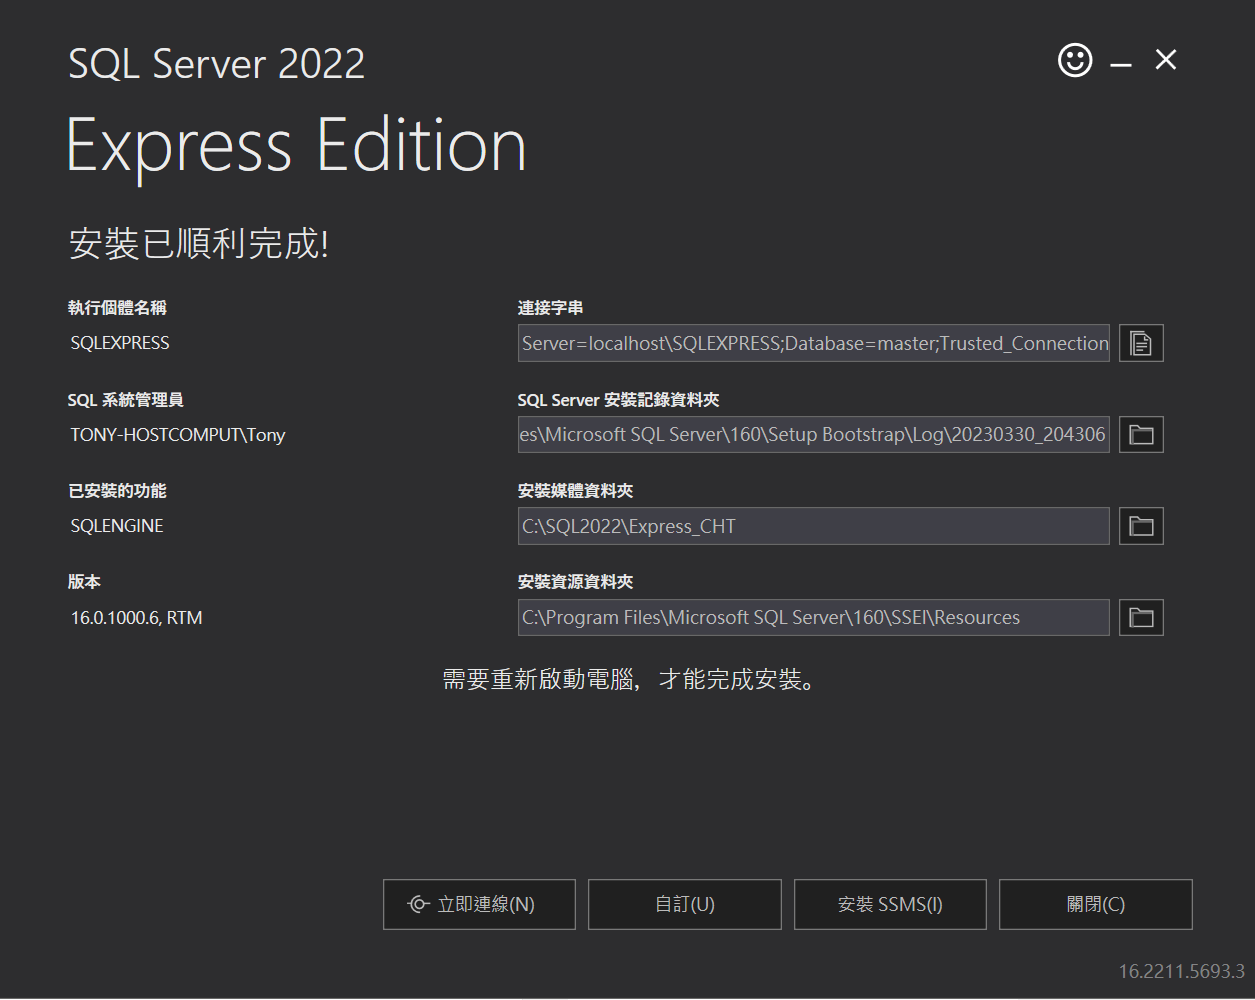 SQL Server 2022
Express Edition
安裝已順利完成!
執行個體名稱
SQLEXPRESS
連接字串
Server=localhost\SQLEXPRESS;Database=master;Trusted_Connection
SQL 系統管理員
TONY-HOSTCOMPUT\Tony
SQL Server 安裝記錄資料夾
es\Microsoft SQL Server\160\Setup Bootstrap\Log\20230330_204306
已安裝的功能
SQLENGINE
安裝媒體資料夾
C:\SQL2022\Express_CHT
版本
16.0.1000.6, RTM
安裝資源資料夾
C:\Program Files\Microsoft SQL Server\160\SSEI\Resources
需要重新啟動電腦，才能完成安裝。
立即連線(N)
自訂(U)
安裝 SSMS(I)
關閉(C)
16.2211.5693.3